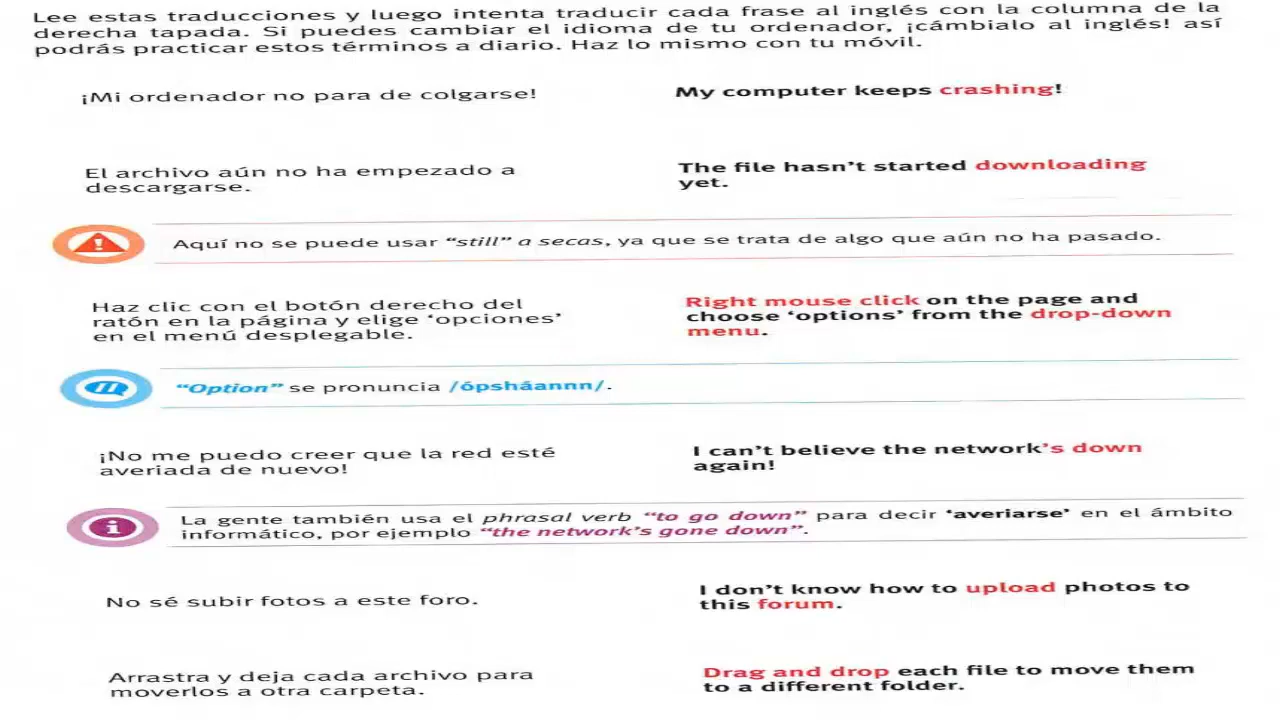 Lee estas traducciones y luego intenta traducir cada frase al inglés con la columna de la
derecha tapada. Si puedes cambiar el idioma de tu ordenador, ¡cámbialo al inglés! así
podrás practicar estos términos a diario. Haz lo mismo con tu móvil.
¡Mi ordenador no para de colgarse!
My computer keeps crashing!
El archivo aún no ha empezado a
descargarse.
The file hasn't started downloading
yet.
Aquí no se puede usar "still" a secas, ya que se trata de algo que aún no ha pasado.
Haz clic con el botón derecho del
ratón en la página y elige 'opciones'
en el menú desplegable.
Right mouse click on the page and
choose 'options' from the drop-down
menu.
"Option" se pronuncia /ópsháannn/.
¡No me puedo creer que la red esté
averiada de nuevo!
I can't believe the network's down
again!
La gente también usa el phrasal verb "to go down" para decir 'averiarse' en el ámbito
informático, por ejemplo "the network's gone down".
No sé subir fotos a este foro.
I don't know how to upload photos to
this forum.
Arrastra y deja cada archivo para
moverlos a otra carpeta.
Drag and drop each file to move them
to a different folder.